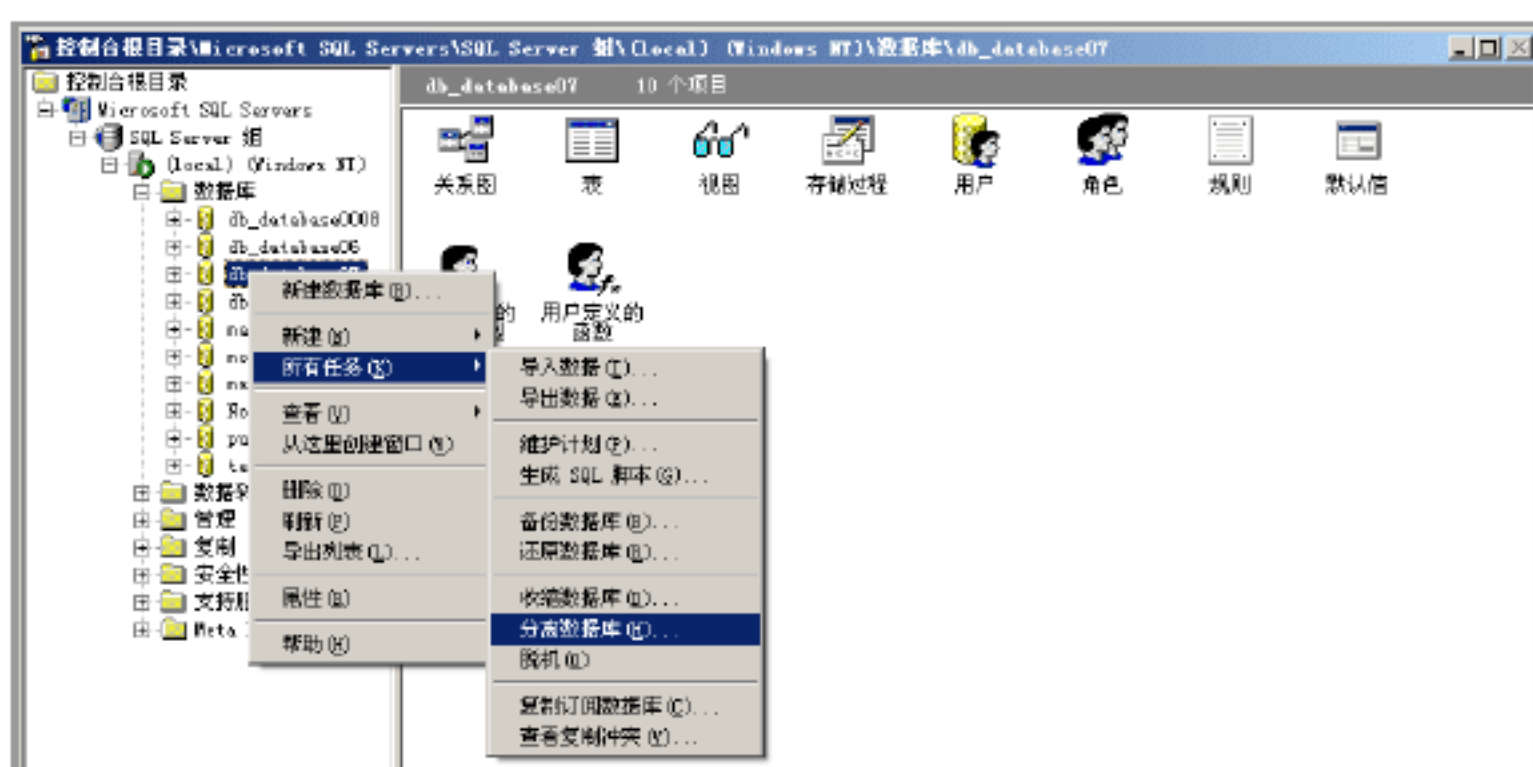 控制台根目录\Microsoft SQL Servers\SQL Server 组\(local) (Windows NT)\数据库\db_database07
控制台根目录
Microsoft SQL Servers
SQL Server 组
(local) (Windows NT)
数据库
db_database0008
db_database06
db
na
mo
No
pu
te
数据
管理
复制
安全性
支持服
Meta
db_database07 10 个项目
关系图
表
视图
存储过程
用户
角色
规则
默认值
的
用户定义的
函数
新建数据库(B)...
新建(N)
所有任务(K)
查看(V)
从这里创建窗口(W)
删除(D)
刷新(F)
导出列表(L)...
属性(R)
帮助(H)
导入数据(I)...
导出数据(X)...
维护计划(P)...
生成 SQL 脚本(G)...
备份数据库(B)...
还原数据库(R)...
收缩数据库(D)...
分离数据库(H)...
脱机(Q)
复制订阅数据库(C)...
查看复制冲突(Y)...